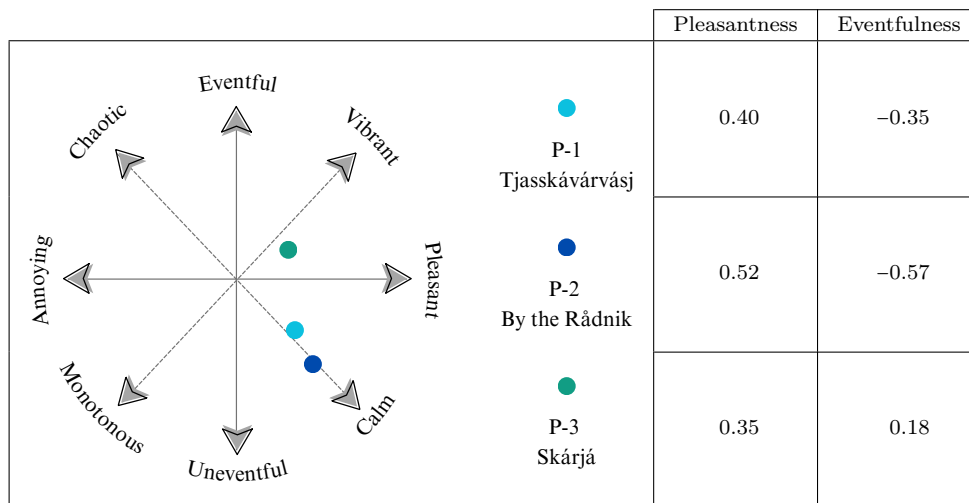 Pleasantness Eventfulness
Eventful
Chaotic
Vibrant
Annoying
Pleasant
Monotonous
Calm
Uneventful
P-1
Tjasskávárvásj
0.40 −0.35
P-2
By the Rådnik
0.52 −0.57
P-3
Skárjá
0.35 0.18